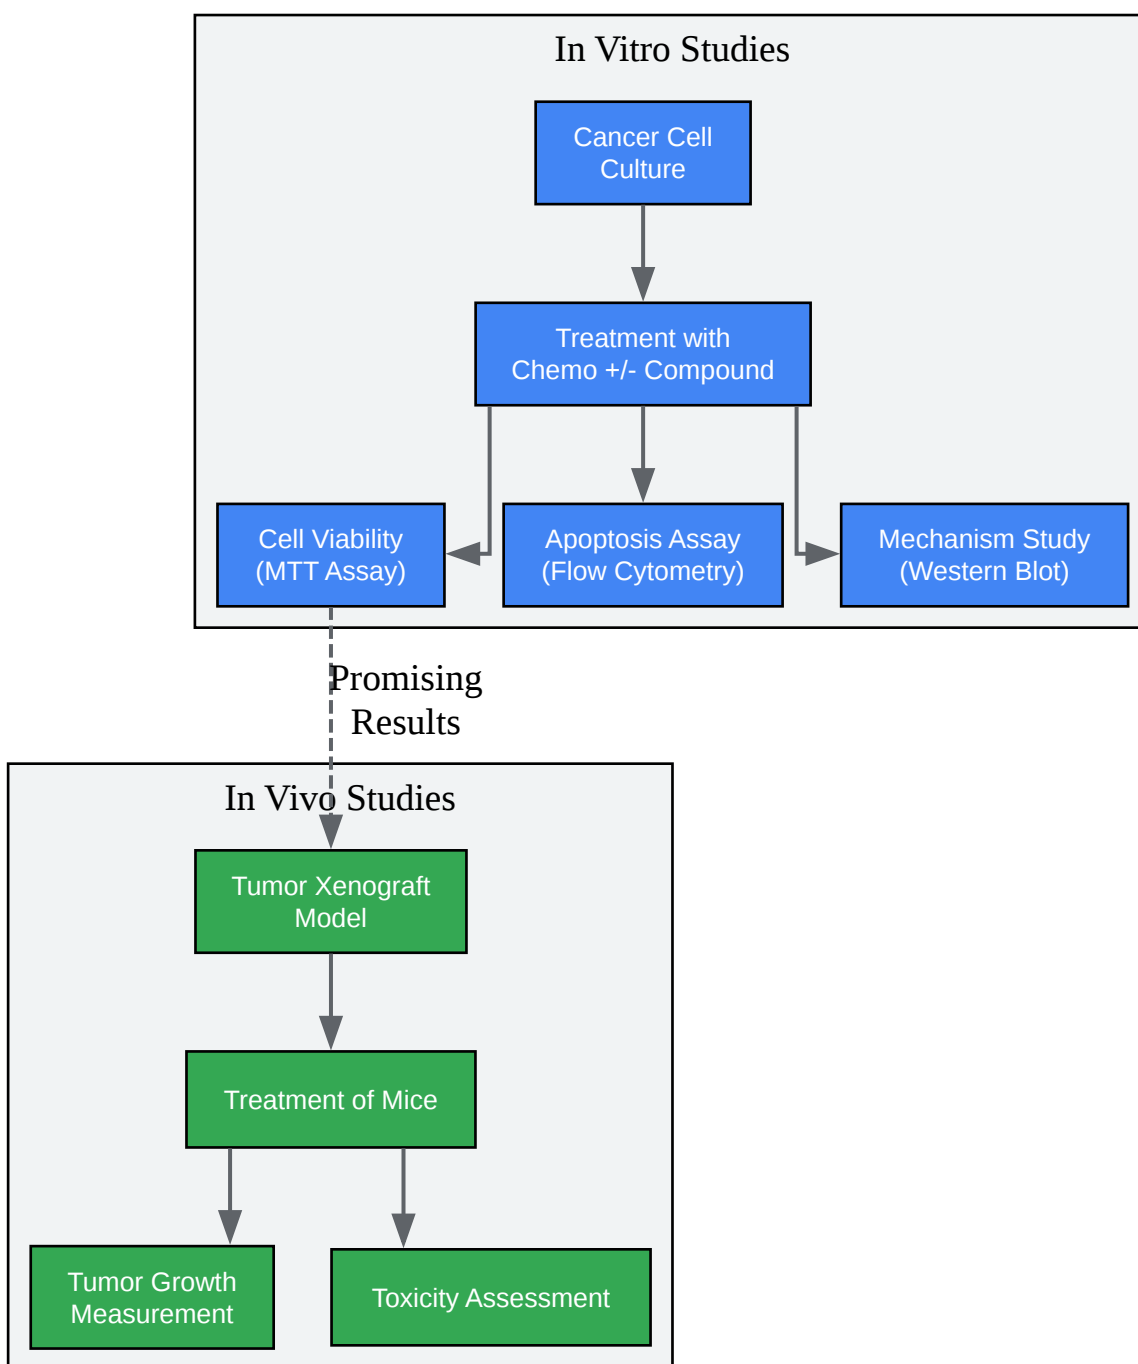 In Vitro Studies
Cancer Cell
Culture
Treatment with
Chemo +/- Compound
Cell Viability
(MTT Assay)
Apoptosis Assay
(Flow Cytometry)
Mechanism Study
(Western Blot)
Promising
Results
In Vivo Studies
Tumor Xenograft
Model
Treatment of Mice
Tumor Growth
Measurement
Toxicity Assessment